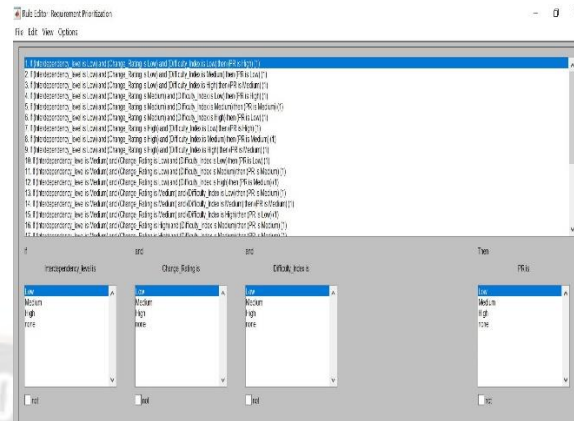 Rule Editor: Requirement Prioritization
File Edit View Options
1. If (Interdependency_level is Low) and (Change_Rating is Low) and (Difficulty_Index is Low) then (PR is High) (1)
2. If (Interdependency_level is Low) and (Change_Rating is Low) and (Difficulty_Index is Medium) then (PR is Low) (1)
3. If (Interdependency_level is Low) and (Change_Rating is Low) and (Difficulty_Index is High) then (PR is Medium) (1)
4. If (Interdependency_level is Low) and (Change_Rating is Medium) and (Difficulty_Index is Low) then (PR is High) (1)
5. If (Interdependency_level is Low) and (Change_Rating is Medium) and (Difficulty_Index is Medium) then (PR is Medium) (1)
6. If (Interdependency_level is Low) and (Change_Rating is Medium) and (Difficulty_Index is High) then (PR is Low) (1)
7. If (Interdependency_level is Low) and (Change_Rating is High) and (Difficulty_Index is Low) then (PR is High) (1)
8. If (Interdependency_level is Low) and (Change_Rating is High) and (Difficulty_Index is Medium) then (PR is Medium) (1)
9. If (Interdependency_level is Low) and (Change_Rating is High) and (Difficulty_Index is High) then (PR is Medium) (1)
10. If (Interdependency_level is Medium) and (Change_Rating is Low) and (Difficulty_Index is Low) then (PR is Low) (1)
11. If (Interdependency_level is Medium) and (Change_Rating is Low) and (Difficulty_Index is Medium) then (PR is Medium) (1)
12. If (Interdependency_level is Medium) and (Change_Rating is Low) and (Difficulty_Index is High) then (PR is Medium) (1)
13. If (Interdependency_level is Medium) and (Change_Rating is Medium) and (Difficulty_Index is Low) then (PR is Medium) (1)
14. If (Interdependency_level is Medium) and (Change_Rating is Medium) and (Difficulty_Index is Medium) then (PR is Medium) (1)
15. If (Interdependency_level is Medium) and (Change_Rating is Medium) and (Difficulty_Index is High) then (PR is Low) (1)
16. If (Interdependency_level is Medium) and (Change_Rating is High) and (Difficulty_Index is Medium) then (PR is Medium) (1)
If and and Then
Interdependency_level is Change_Rating is Difficulty_Index is PR is
Low Low Low Low
Medium Medium Medium Medium
High High High High
none none none none
not not not not